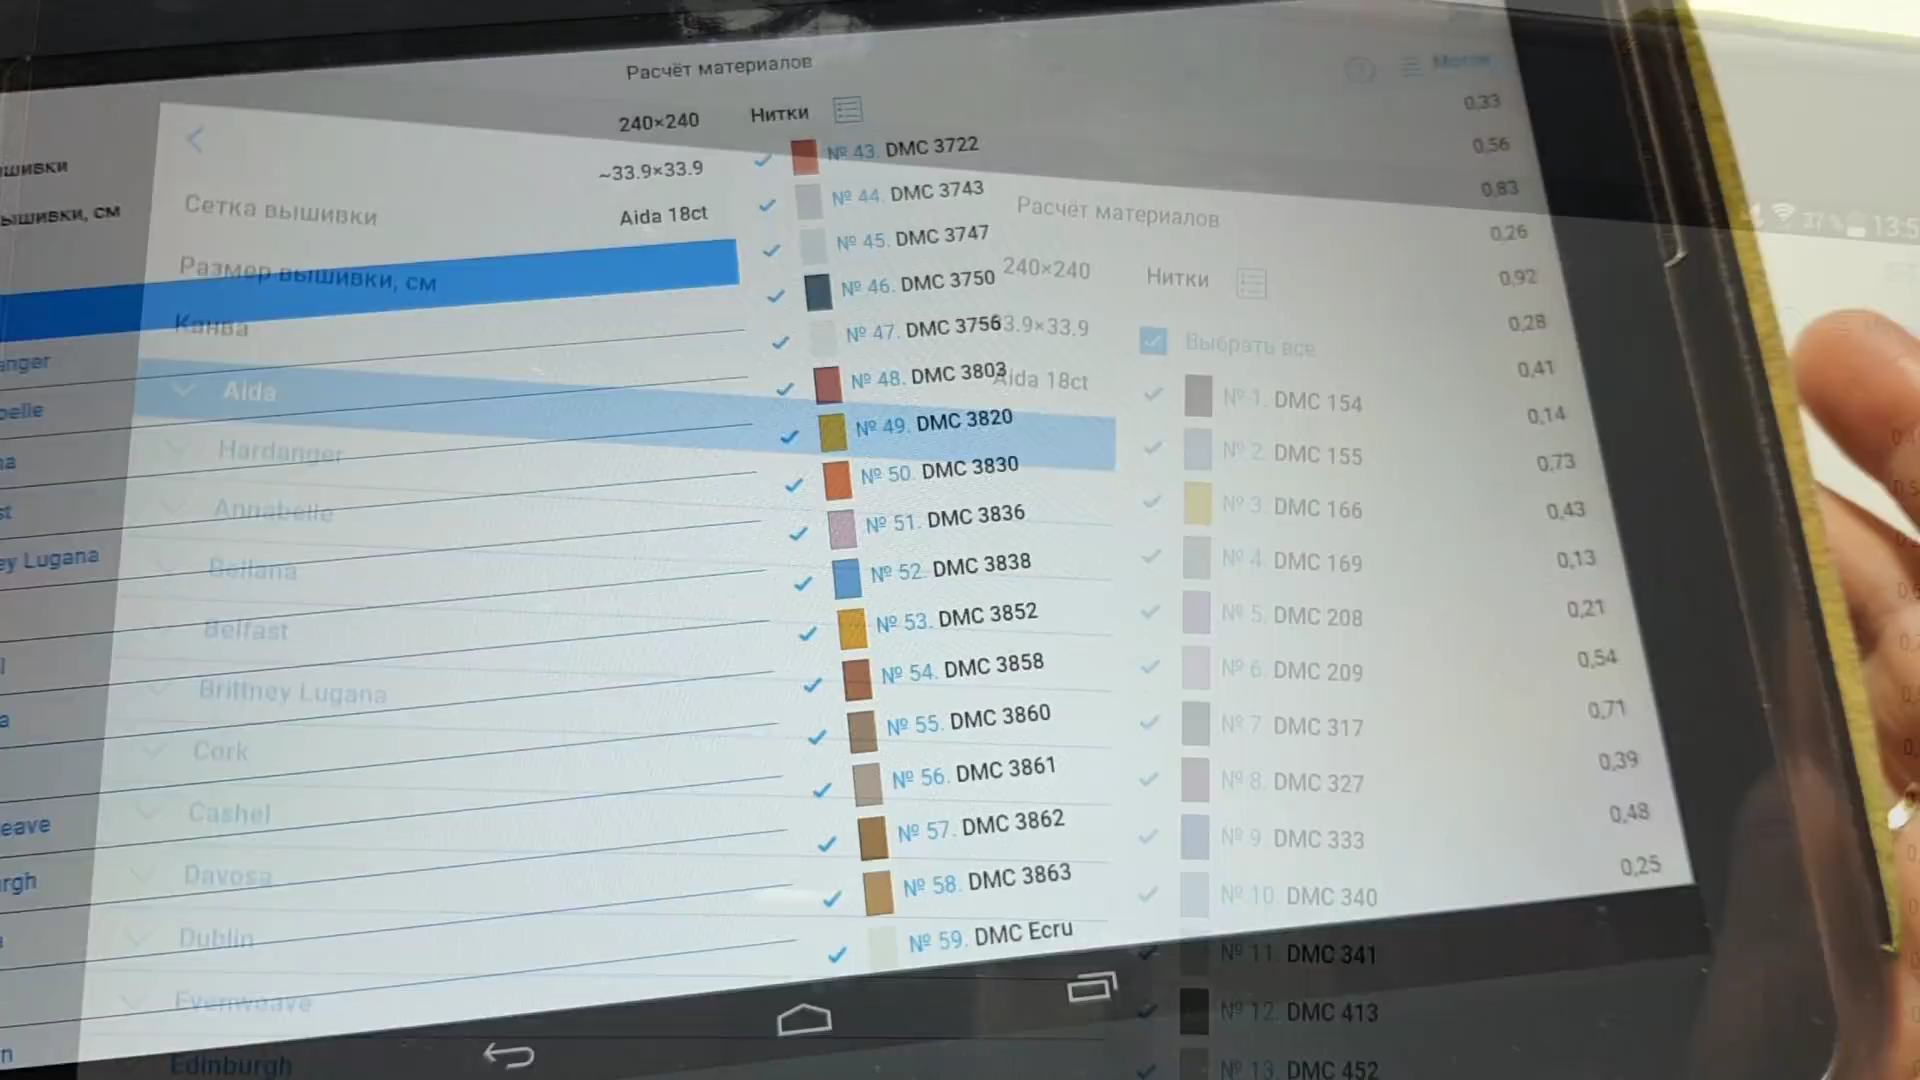 Расчёт материалов
240×240
Нитки
вышивки, см
~33.9×33.9
Aida 18ct
№ 43. DMC 3722
№ 44. DMC 3743
№ 45. DMC 3747
№ 46. DMC 3750
№ 47. DMC 3756
№ 48. DMC 3803
№ 49. DMC 3820
№ 50. DMC 3830
№ 51. DMC 3836
№ 52. DMC 3838
№ 53. DMC 3852
№ 54. DMC 3858
№ 55. DMC 3860
№ 56. DMC 3861
№ 57. DMC 3862
№ 58. DMC 3863
№ 59. DMC Ecru
0,33
0,56
0,83
0,26
0,92
0,28
0,41
0,14
0,73
0,43
0,13
0,21
0,54
0,71
0,39
0,48
0,25
Lugana
Расчёт материалов
Сетка вышивки
240×240
Размер вышивки, см
3.9×33.9
Канва
Aida 18ct
Aida
Hardanger
Annabelle
Bellana
Belfast
Brittney Lugana
Cork
Cashel
Davosa
Dublin
Evenweave
Edinburgh
Нитки
Выбрать все
№ 1. DMC 154
№ 2. DMC 155
№ 3. DMC 166
№ 4. DMC 169
№ 5. DMC 208
№ 6. DMC 209
№ 7. DMC 317
№ 8. DMC 327
№ 9. DMC 333
№ 10. DMC 340
№ 11. DMC 341
№ 12. DMC 413
№ 13. DMC 452
37 %